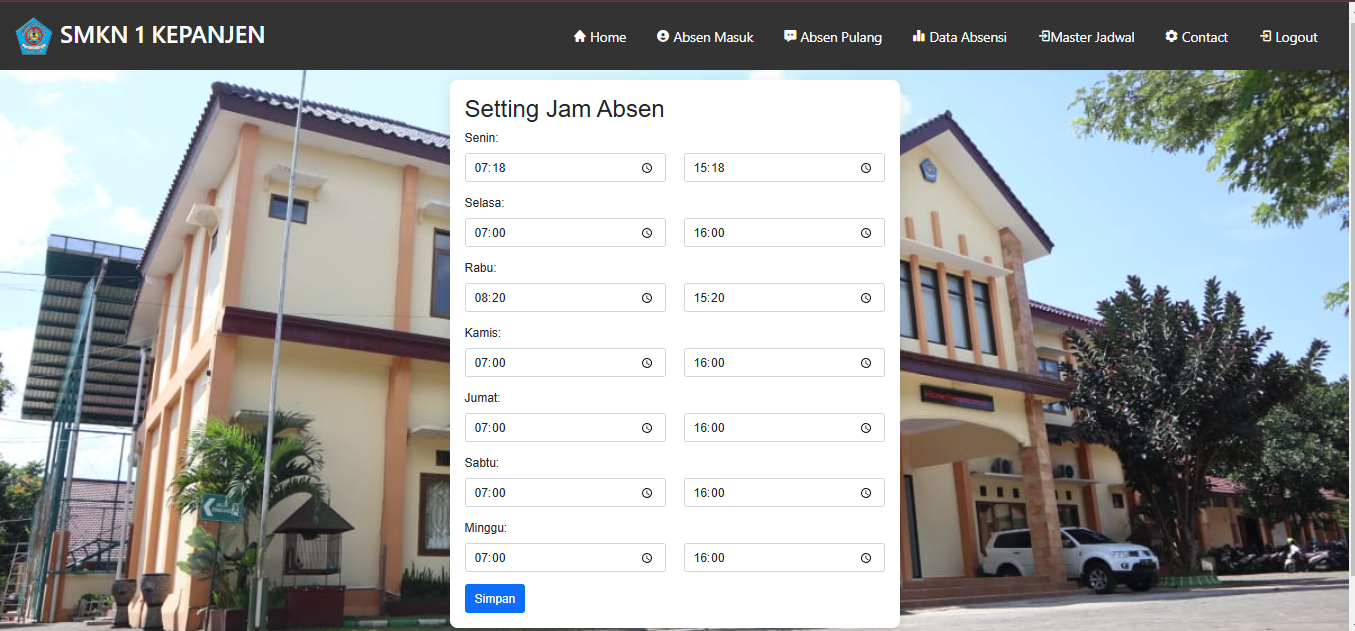 SMKN 1 KEPANJEN
Home Absen Masuk Absen Pulang Data Absensi Master Jadwal Contact Logout
Setting Jam Absen
Senin:
07:18 15:18
Selasa:
07:00 16:00
Rabu:
08:20 15:20
Kamis:
07:00 16:00
Jumat:
07:00 16:00
Sabtu:
07:00 16:00
Minggu:
07:00 16:00
Simpan